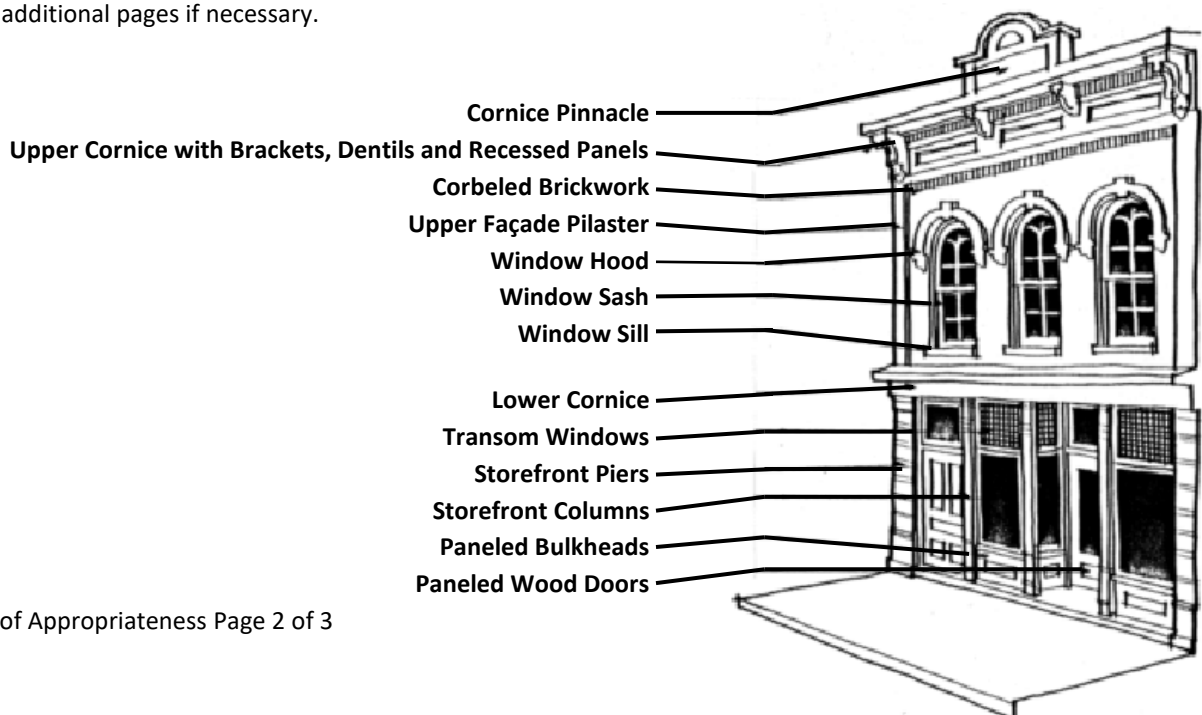 additional pages if necessary.
Cornice Pinnacle
Upper Cornice with Brackets, Dentils and Recessed Panels
Corbeled Brickwork
Upper Façade Pilaster
Window Hood
Window Sash
Window Sill
Lower Cornice
Transom Windows
Storefront Piers
Storefront Columns
Paneled Bulkheads
Paneled Wood Doors
of Appropriateness Page 2 of 3